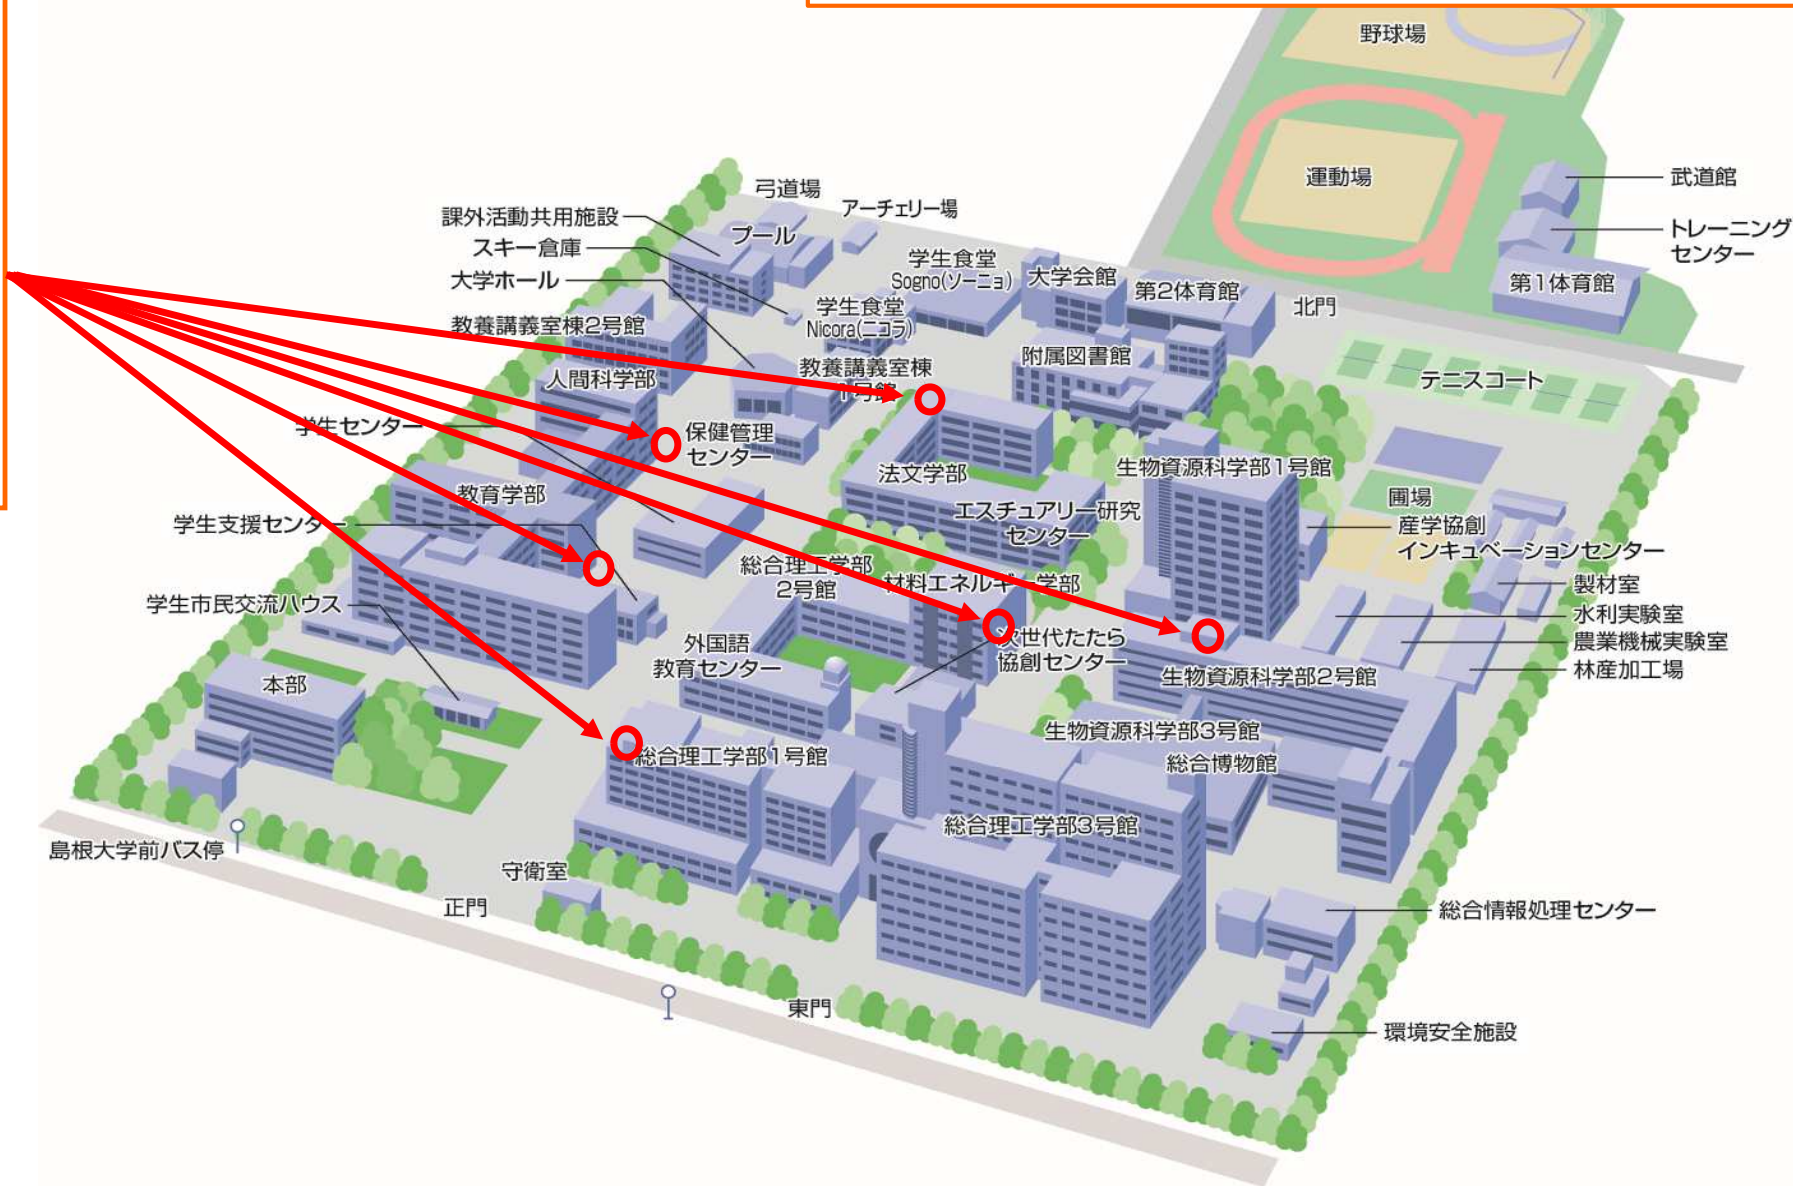 野球場
運動場
武道館
トレーニング
センター
第1体育館
弓道場
アーチェリー場
課外活動共用施設
プール
スキー倉庫
大学ホール
学生食堂
Sogno(ソーニョ)
大学会館
第2体育館
北門
学生食堂
Nicora(ニコラ)
教養講義室棟2号館
教養講義室棟
1号館
附属図書館
テニスコート
人間科学部
学生センター
保健管理
センター
法文学部
生物資源科学部1号館
教育学部
圃場
エスチュアリー研究
センター
産学協創
インキュベーションセンター
学生支援センター
総合理工学部
2号館
材料エネルギー学部
製材室
学生市民交流ハウス
水利実験室
外国語
教育センター
次世代たたら
協創センター
農業機械実験室
林産加工場
生物資源科学部2号館
本部
生物資源科学部3号館
総合理工学部1号館
総合博物館
総合理工学部3号館
島根大学前バス停
守衛室
正門
総合情報処理センター
東門
環境安全施設